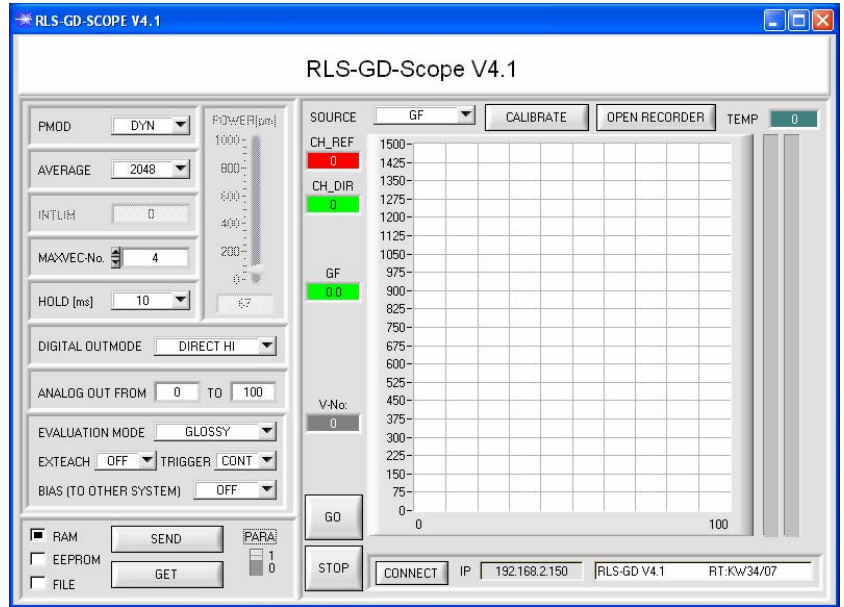 RLS-GD-SCOPE V4.1
RLS-GD-Scope V4.1
PMOD DYN
AVERAGE 2048
INTLIM 0
MAXVEC-No. 4
HOLD [ms] 10
POWER[pm]
1000
800
600
400
200
0
67
DIGITAL OUTMODE DIRECT HI
ANALOG OUT FROM 0 TO 100
EVALUATION MODE GLOSSY
EXTEACH OFF TRIGGER CONT
BIAS (TO OTHER SYSTEM) OFF
RAM
EEPROM
FILE
SEND
GET
PARA
1
0
SOURCE GF CALIBRATE OPEN RECORDER TEMP 0
CH_REF
0
CH_DIR
0
GF
0.0
V-No:
0
GO
STOP
1500
1425
1350
1275
1200
1125
1050
975
900
825
750
675
600
525
450
375
300
225
150
75
0
0 100
CONNECT IP 192.168.2.150 RLS-GD V4.1 RT:KW34/07